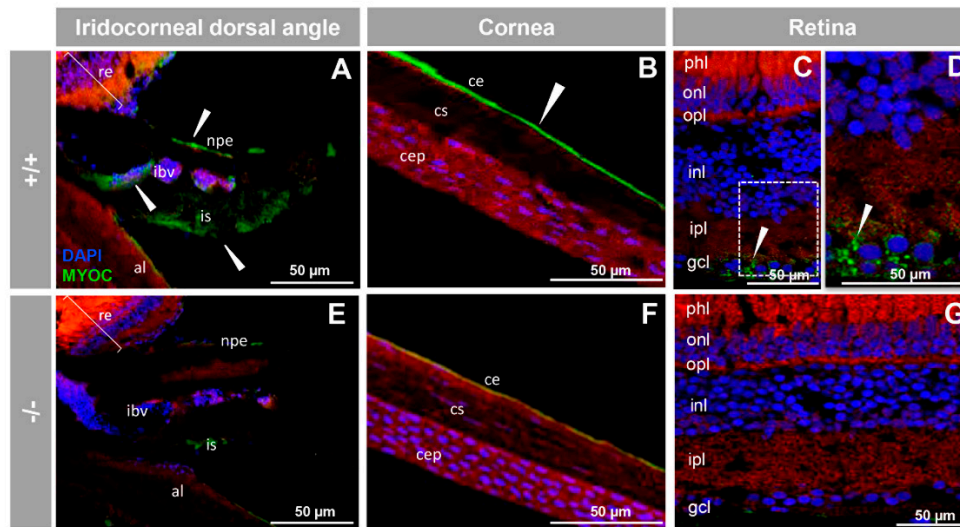 Iridocorneal dorsal angle
Cornea
Retina
+/+
A
re
npe
ibv
is
al
DAPI
MYOC
50 µm
B
ce
cs
cep
50 µm
C
phl
onl
opl
inl
ipl
gcl
50 µm
D
50 µm
-/-
E
re
npe
ibv
is
al
50 µm
F
ce
cs
cep
50 µm
G
phl
onl
opl
inl
ipl
gcl
50 µm